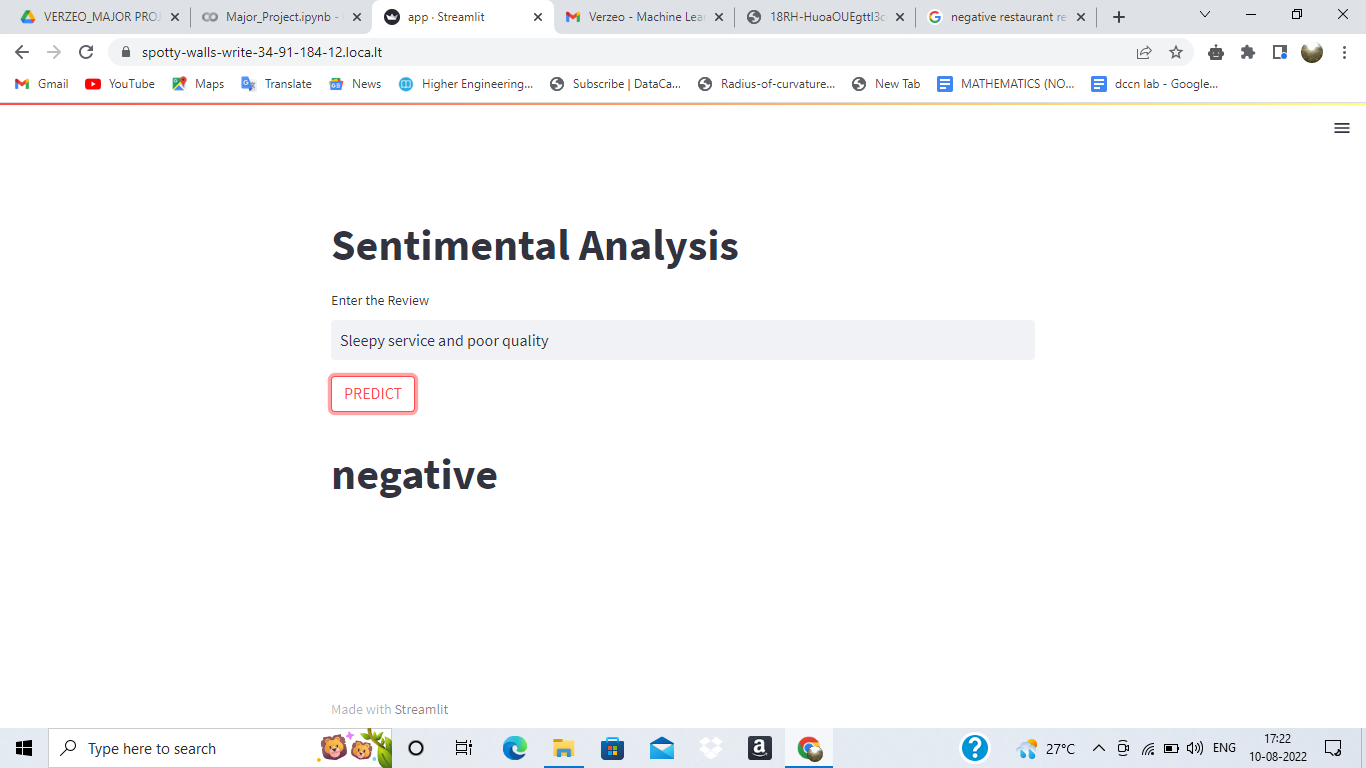 VERZEO_MAJOR PROJ
Major_Project.ipynb -
app · Streamlit
Verzeo - Machine Lear
18RH-HuoaOUEgttI3c
negative restaurant re
spotty-walls-write-34-91-184-12.loca.lt
Gmail
YouTube
Maps
Translate
News
Higher Engineering...
Subscribe | DataCa...
Radius-of-curvature...
New Tab
MATHEMATICS (NO...
dccn lab - Google...
Sentimental Analysis
Enter the Review
Sleepy service and poor quality
PREDICT
negative
Made with Streamlit
Type here to search
27°C
ENG
17:22
10-08-2022